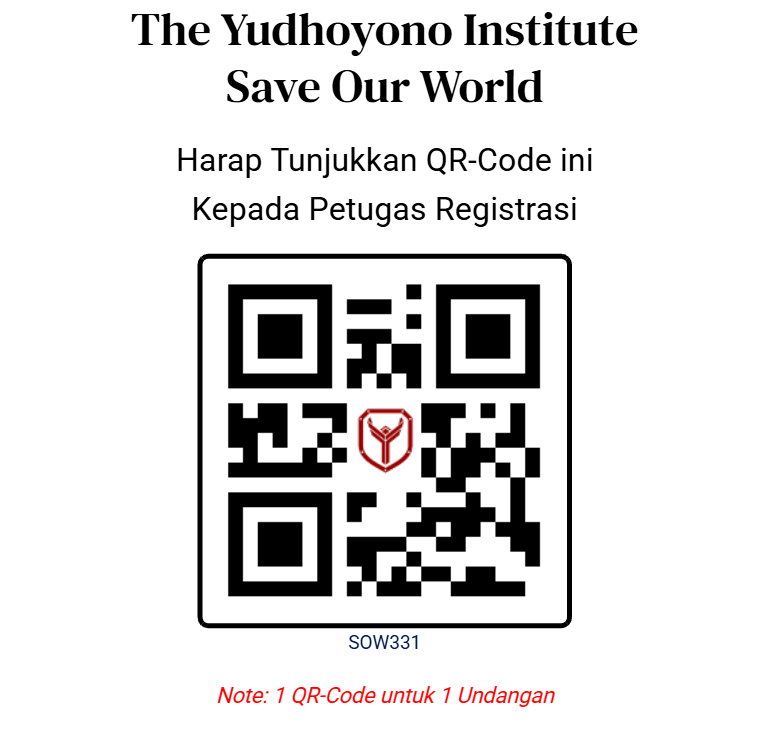 The Yudhoyono Institute
Save Our World
Harap Tunjukkan QR-Code ini
Kepada Petugas Registrasi
SOW331
Note: 1 QR-Code untuk 1 Undangan